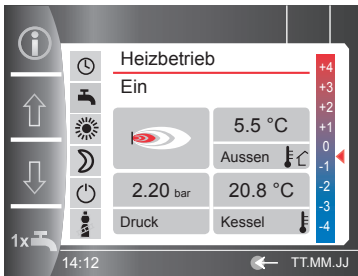 Heizbetrieb
Ein
5.5 °C
Aussen
2.20 bar
Druck
20.8 °C
Kessel
+4
+3
+2
+1
0
-1
-2
-3
-4
1x
14:12
TT.MM.JJ